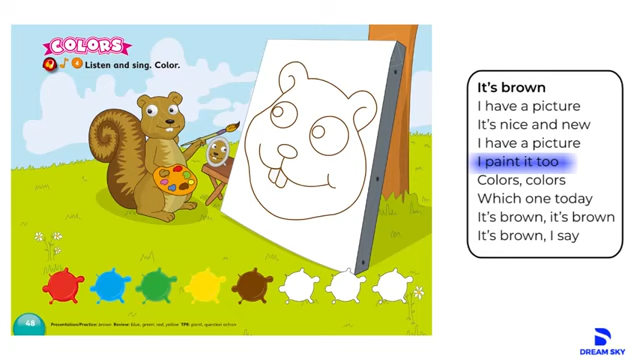 COLORS
Listen and sing. Color.
48
Presentation/Practice: brown Review: blue, green, red, yellow TPR: paint, question action
It's brown
I have a picture
It's nice and new
I have a picture
I paint it too
Colors, colors
Which one today
It's brown, it's brown
It's brown, I say
DREAM SKY